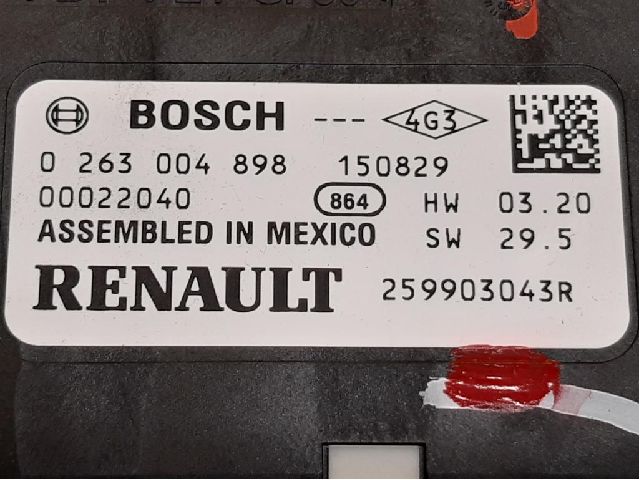 BOSCH --- 4G3
0 263 004 898 150829
00022040 864 HW 03.20
ASSEMBLED IN MEXICO SW 29.5
RENAULT 259903043R